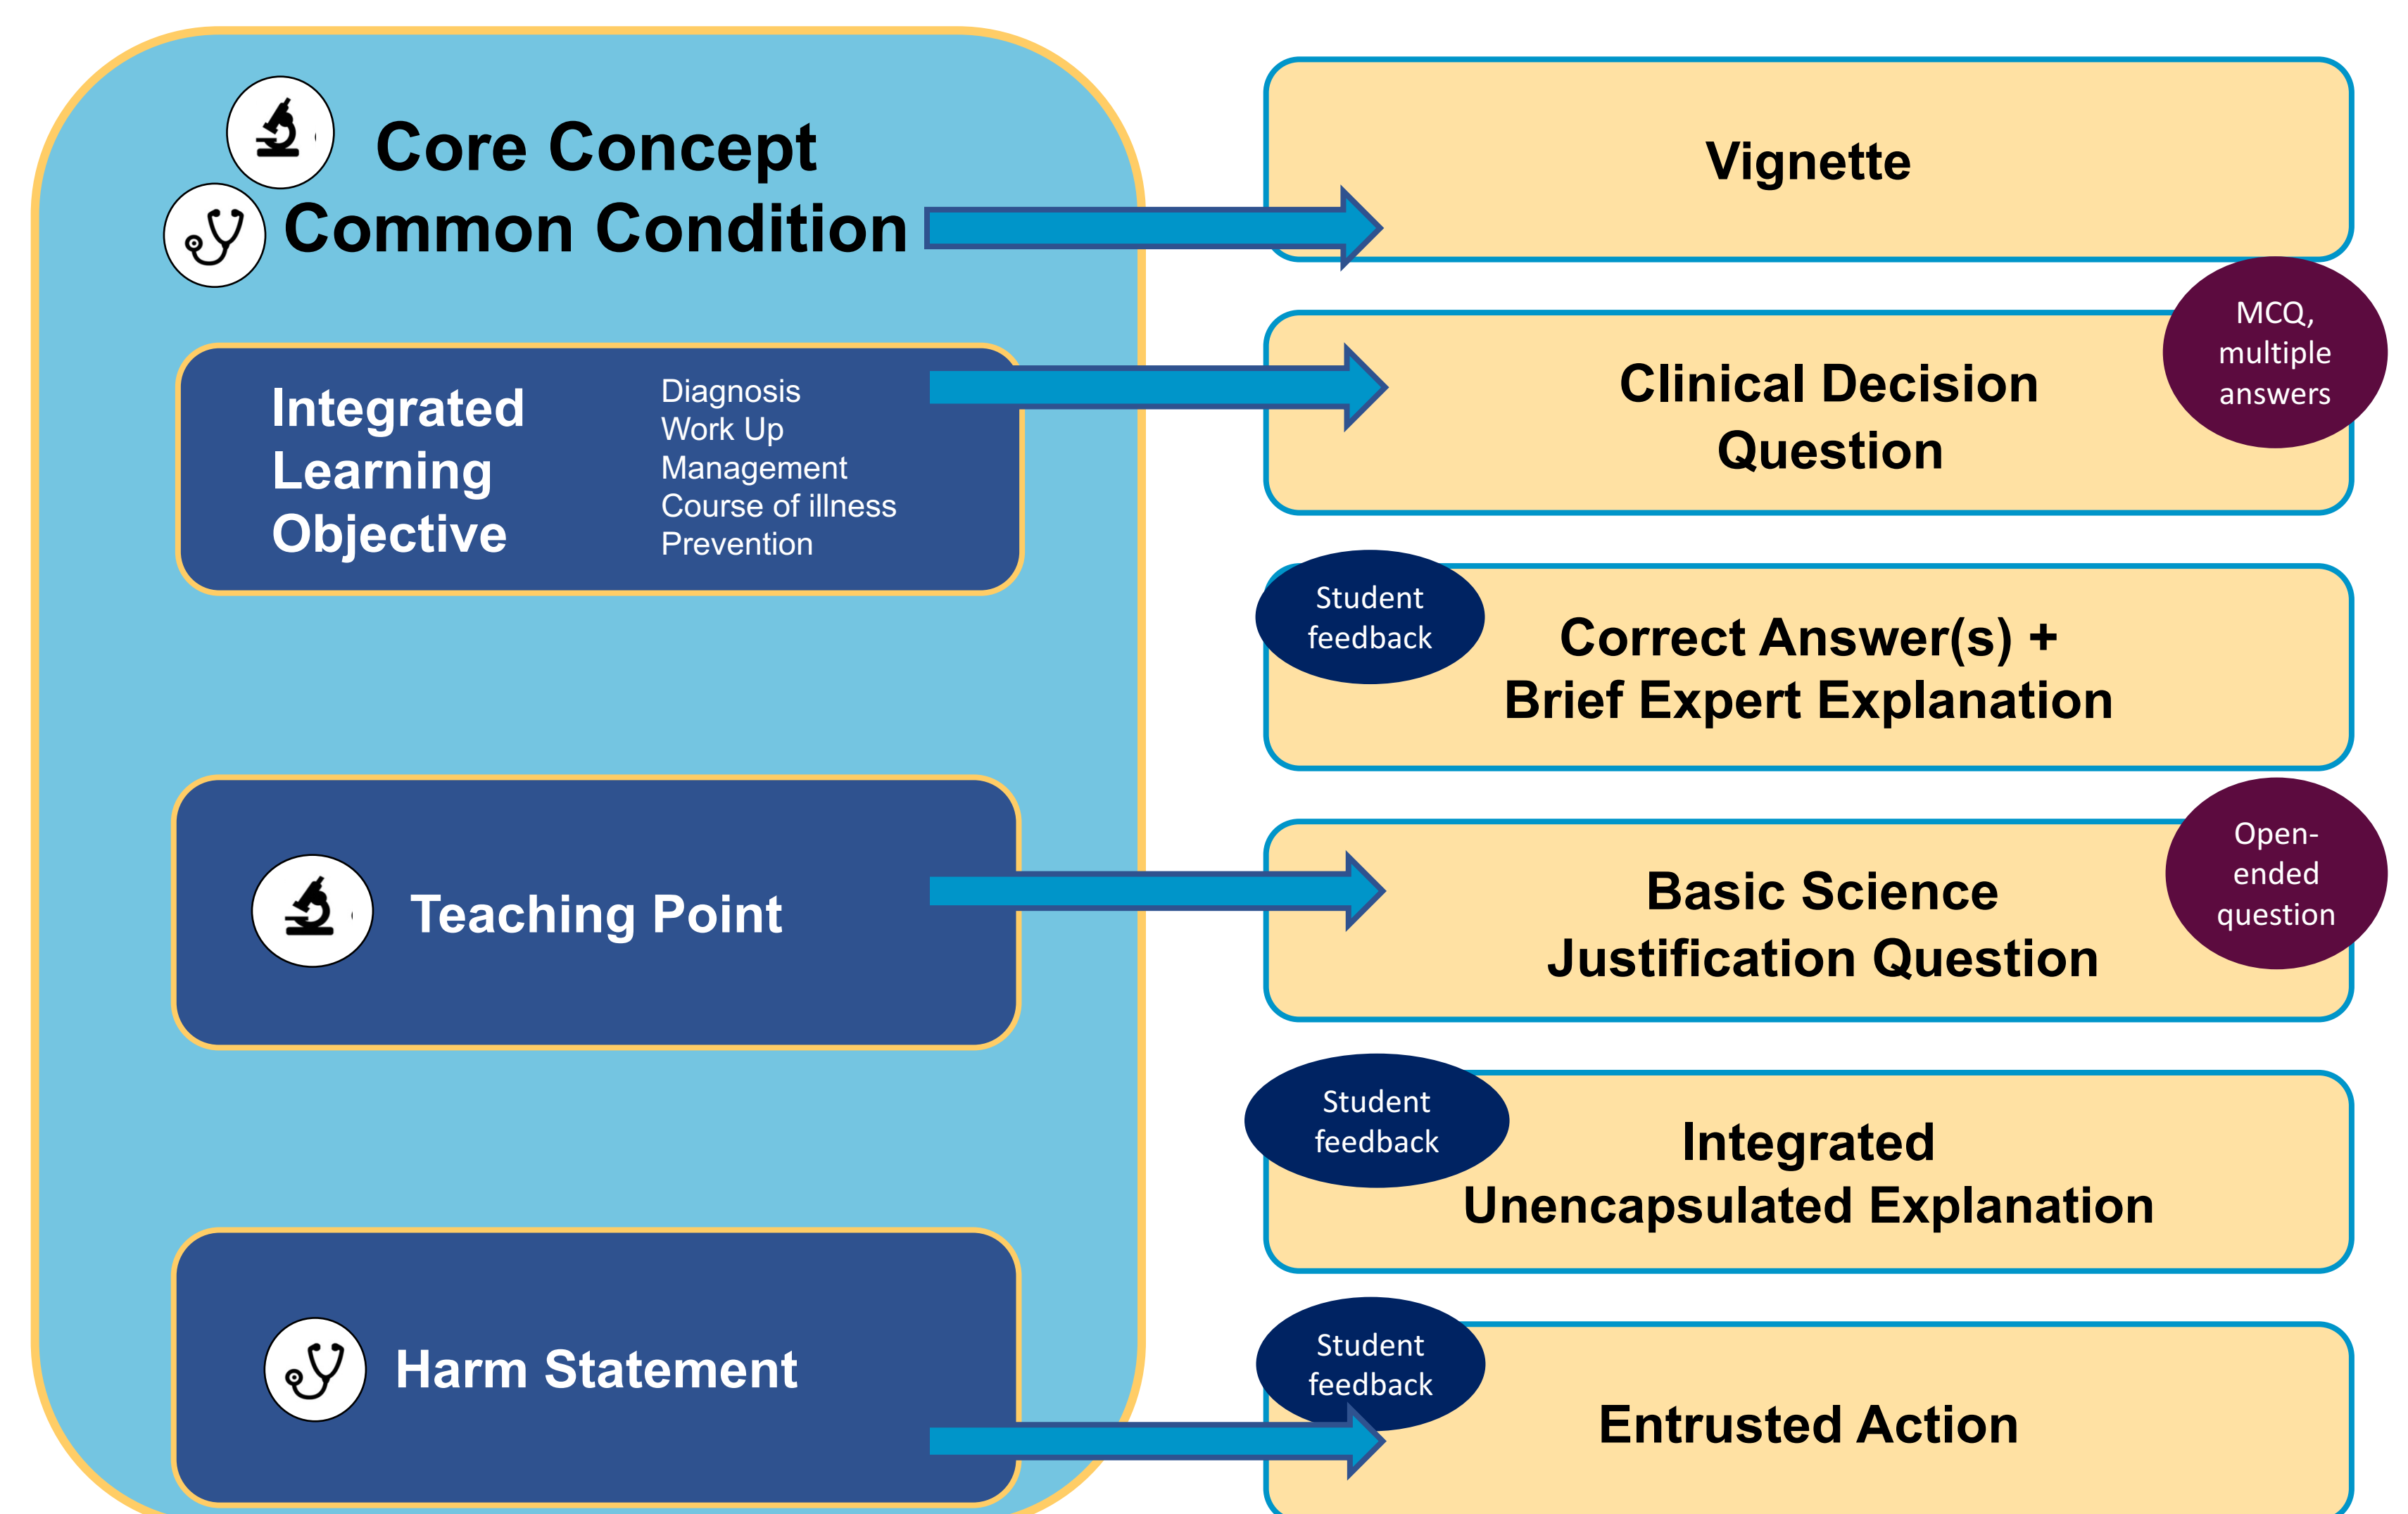 Core Concept
Common Condition
Integrated
Learning
Objective
Diagnosis
Work Up
Management
Course of illness
Prevention
Teaching Point
Harm Statement
Vignette
MCQ,
multiple
answers
Clinical Decision
Question
Student
feedback
Correct Answer(s) +
Brief Expert Explanation
Open-
ended
question
Basic Science
Justification Question
Student
feedback
Integrated
Unencapsulated Explanation
Student
feedback
Entrusted Action